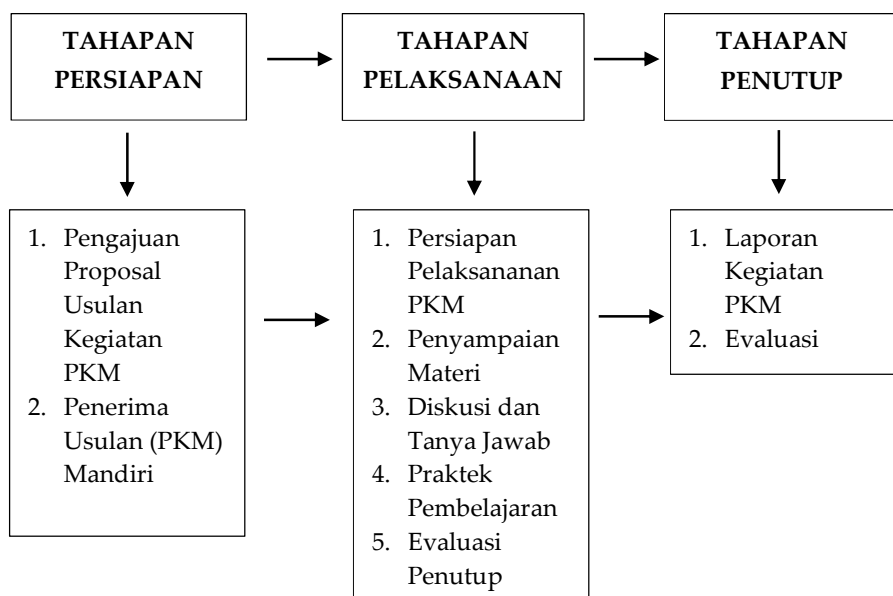 TAHAPAN
PERSIAPAN
TAHAPAN
PELAKSANAAN
TAHAPAN
PENUTUP
1. Pengajuan
Proposal
Usulan
Kegiatan
PKM
2. Penerima
Usulan (PKM)
Mandiri
1. Persiapan
Pelaksananan
PKM
2. Penyampaian
Materi
3. Diskusi dan
Tanya Jawab
4. Praktek
Pembelajaran
5. Evaluasi
Penutup
1. Laporan
Kegiatan
PKM
2. Evaluasi